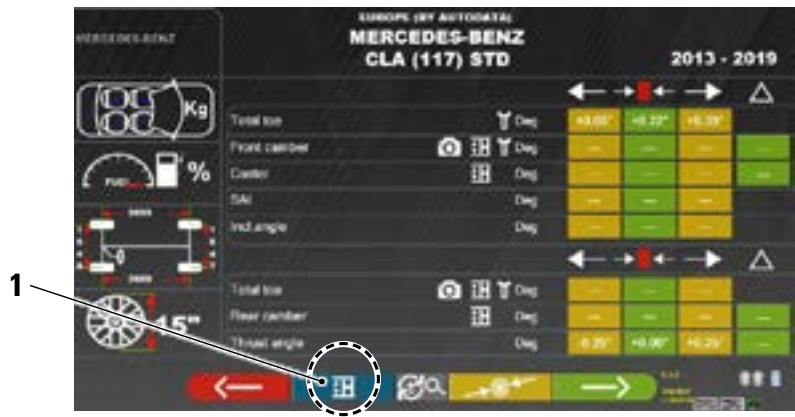 EUROPE (BY AUTODATA)
MERCEDES-BENZ
MERCEDES-BENZ
CLA (117) STD
2013 - 2019
Kg
Total toe Deg +0.05° +0.22° +0.39°
Front camber Deg --- --- --- ---
Caster Deg --- --- --- ---
SAI Deg --- --- ---
Incl.angle Deg --- --- ---
FUEL %
Total toe Deg --- --- --- ---
Rear camber Deg --- --- --- ---
Thrust angle Deg -0.25° +0.00° +0.25°
15"
1